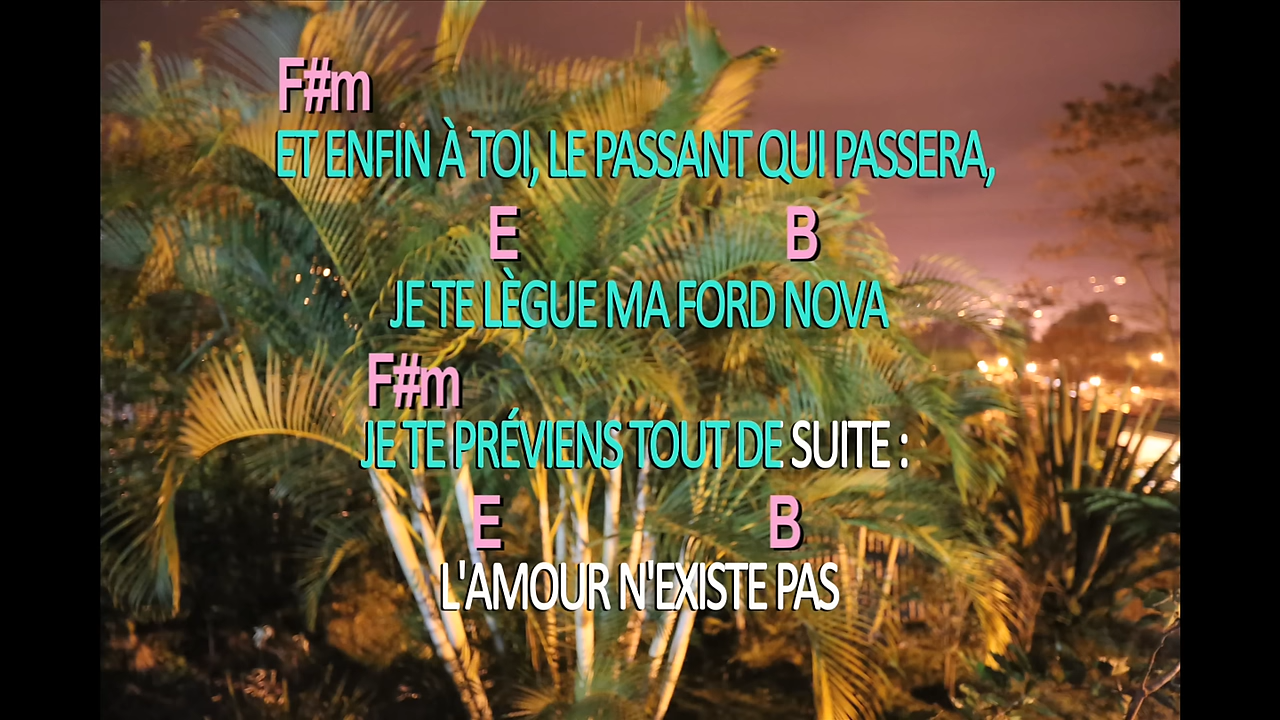 F#m
ET ENFIN À TOI, LE PASSANT QUI PASSERA,
E B
JE TE LÈGUE MA FORD NOVA
F#m
JE TE PRÉVIENS TOUT DE SUITE :
E B
L'AMOUR N'EXISTE PAS